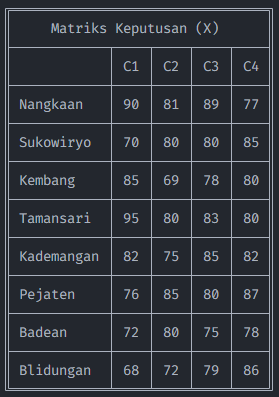 Matriks Keputusan (X)
C1 C2 C3 C4
Nangkaan 90 81 89 77
Sukowiryo 70 80 80 85
Kembang 85 69 78 80
Tamansari 95 80 83 80
Kademangan 82 75 85 82
Pejaten 76 85 80 87
Badean 72 80 75 78
Blidungan 68 72 79 86